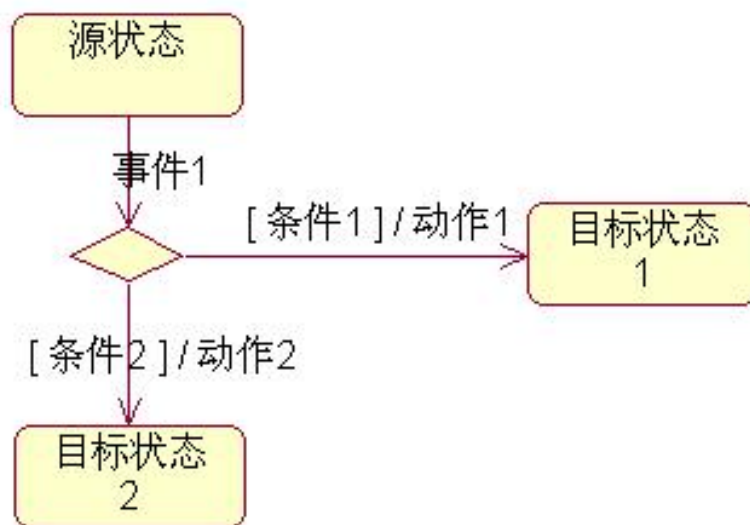 源状态
事件1
[ 条件1 ] / 动作1
目标状态
1
[ 条件2 ] / 动作2
目标状态
2